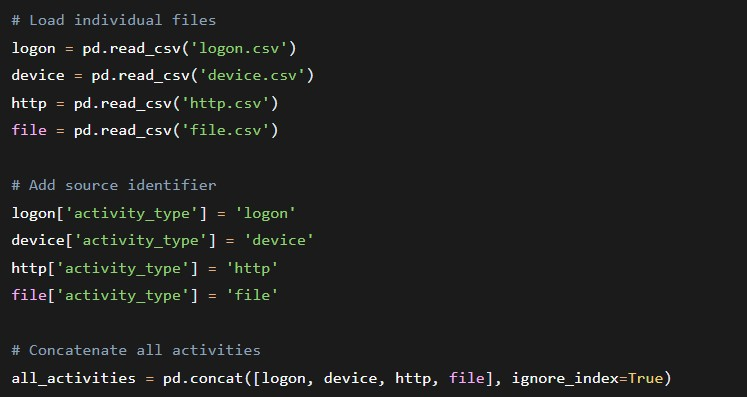 # Load individual files
logon = pd.read_csv('logon.csv')
device = pd.read_csv('device.csv')
http = pd.read_csv('http.csv')
file = pd.read_csv('file.csv')
# Add source identifier
logon['activity_type'] = 'logon'
device['activity_type'] = 'device'
http['activity_type'] = 'http'
file['activity_type'] = 'file'
# Concatenate all activities
all_activities = pd.concat([logon, device, http, file], ignore_index=True)